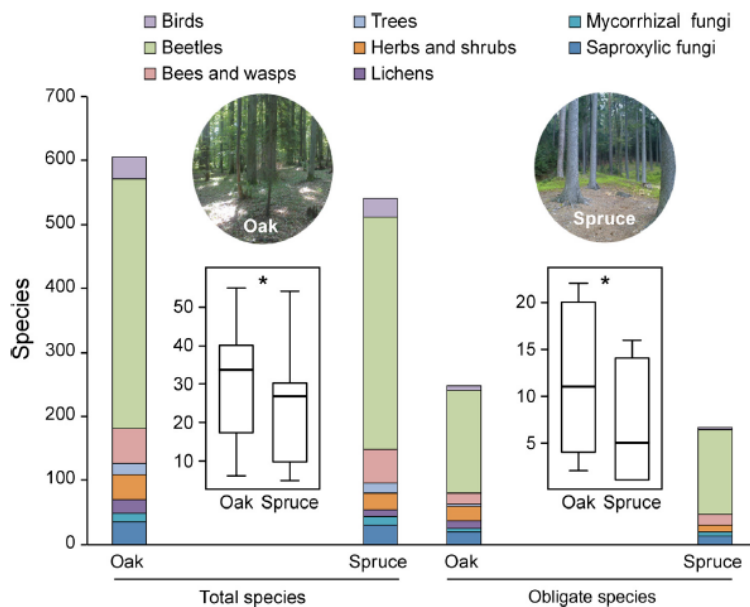 Birds
Beetles
Bees and wasps
Trees
Herbs and shrubs
Lichens
Mycorrhizal fungi
Saproxylic fungi
Species
700
600
500
400
300
200
100
0
Oak
Spruce
*
50
40
30
20
10
Oak Spruce
*
20
15
10
5
Oak Spruce
Oak
Spruce
Oak
Spruce
Total species
Obligate species